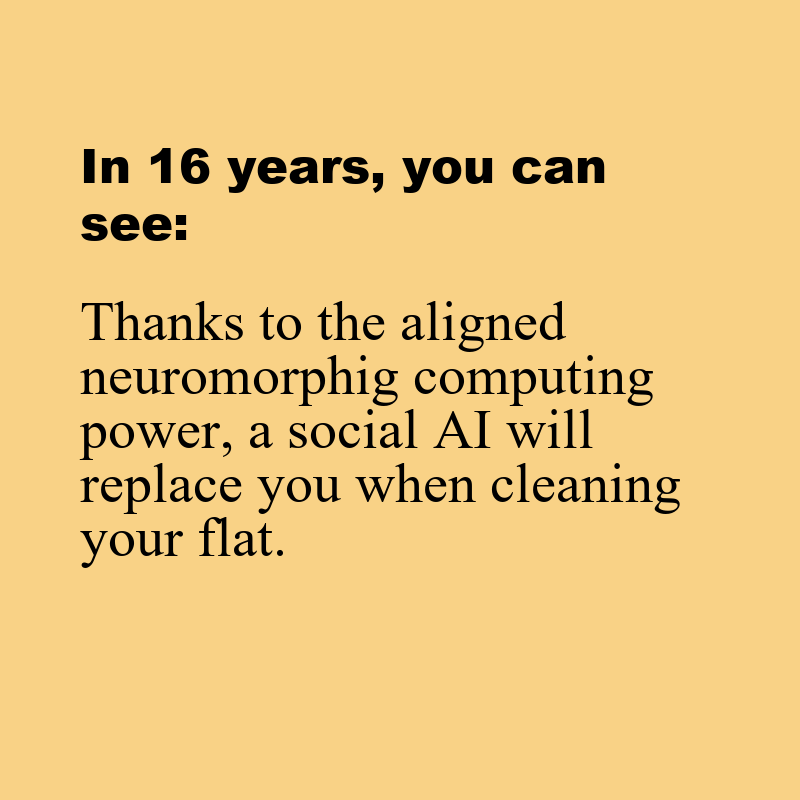 In 16 years, you can
see:
Thanks to the aligned
neuromorphig computing
power, a social AI will
replace you when cleaning
your flat.